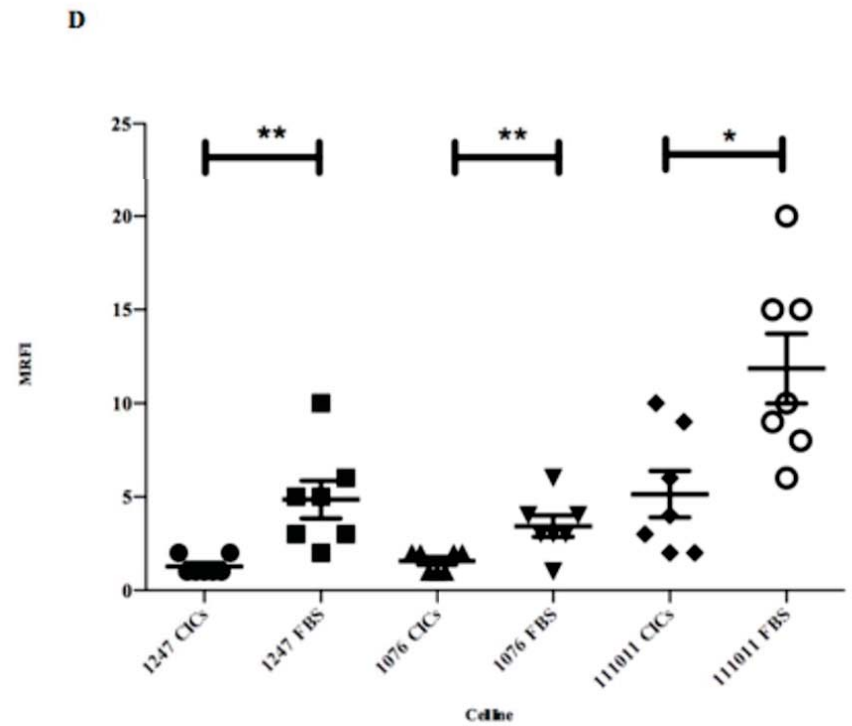 D
25
** ** *
20
15
10
5
0
MRFI
1247 CICs
1247 FBS
1076 CICs
1076 FBS
111011 CICs
111011 FBS
Cellline